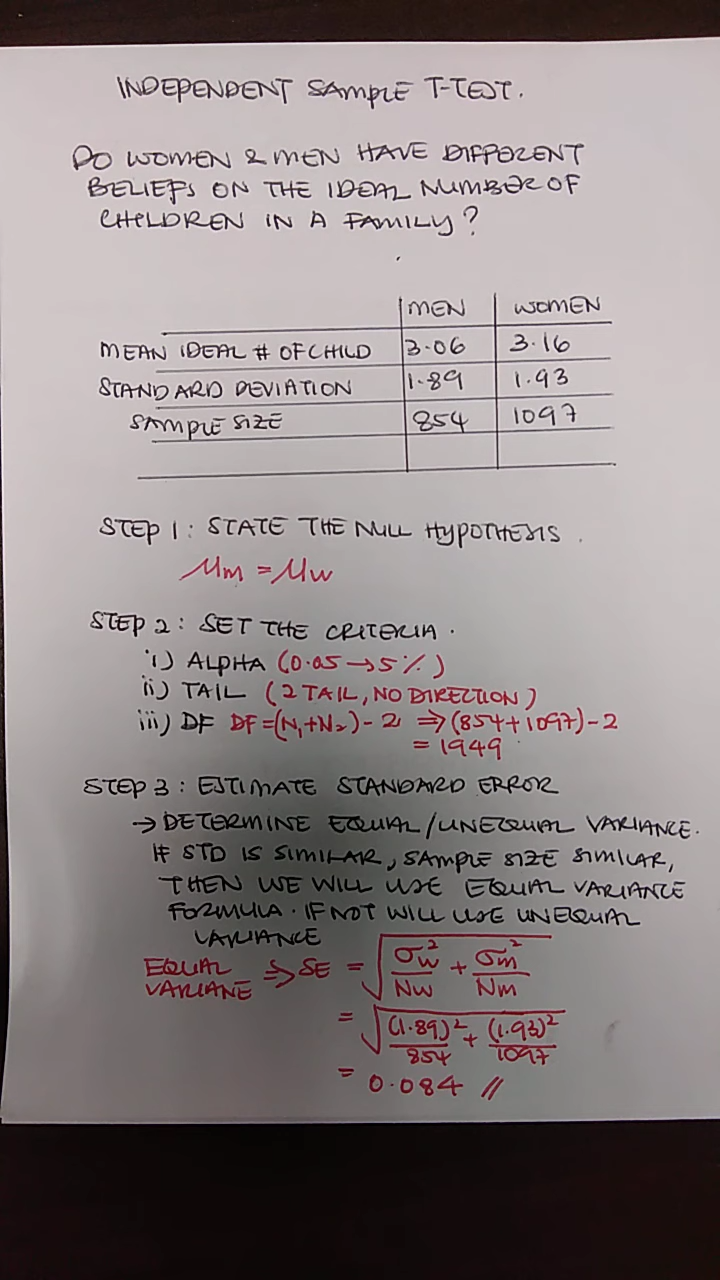 INDEPENDENT SAMPLE T-TEST.
DO WOMEN & MEN HAVE DIFFERENT
BELIEFS ON THE IDEAL NUMBER OF
CHILDREN IN A FAMILY?
MEN WOMEN
MEAN IDEAL # OF CHILD 3.06 3.16
STANDARD DEVIATION 1.89 1.93
SAMPLE SIZE 854 1097
STEP 1: STATE THE NULL HYPOTHESIS.
μm = μw
STEP 2: SET THE CRITERIA.
i) ALPHA (0.05 → 5%)
ii) TAIL (2 TAIL, NO DIRECTION)
iii) DF DF=(N₁+N₂)-2 ⇒ (854+1097)-2
= 1949
STEP 3: ESTIMATE STANDARD ERROR
→ DETERMINE EQUAL/UNEQUAL VARIANCE.
IF STD IS SIMILAR, SAMPLE SIZE SIMILAR,
THEN WE WILL USE EQUAL VARIANCE
FORMULA. IF NOT WILL USE UNEQUAL
VARIANCE
EQUAL VARIANE ⇒ SE = √(σw²/Nw + σm²/Nm)
= √((1.89)²/854 + (1.93)²/1097)
= 0.084 //